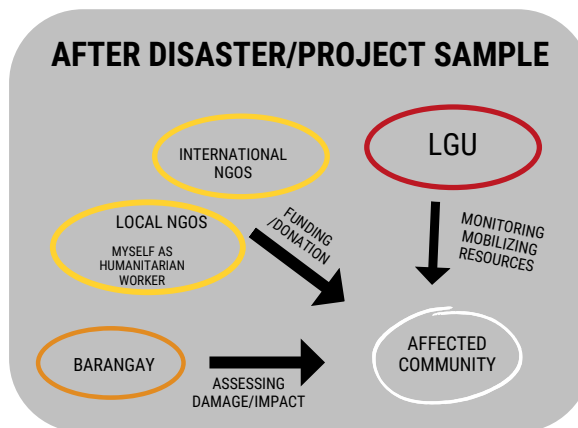 AFTER DISASTER/PROJECT SAMPLE
INTERNATIONAL
NGOS
LGU
LOCAL NGOS
MYSELF AS
HUMANITARIAN
WORKER
FUNDING
/DONATION
MONITORING
MOBILIZING
RESOURCES
BARANGAY
ASSESSING
DAMAGE/IMPACT
AFFECTED
COMMUNITY